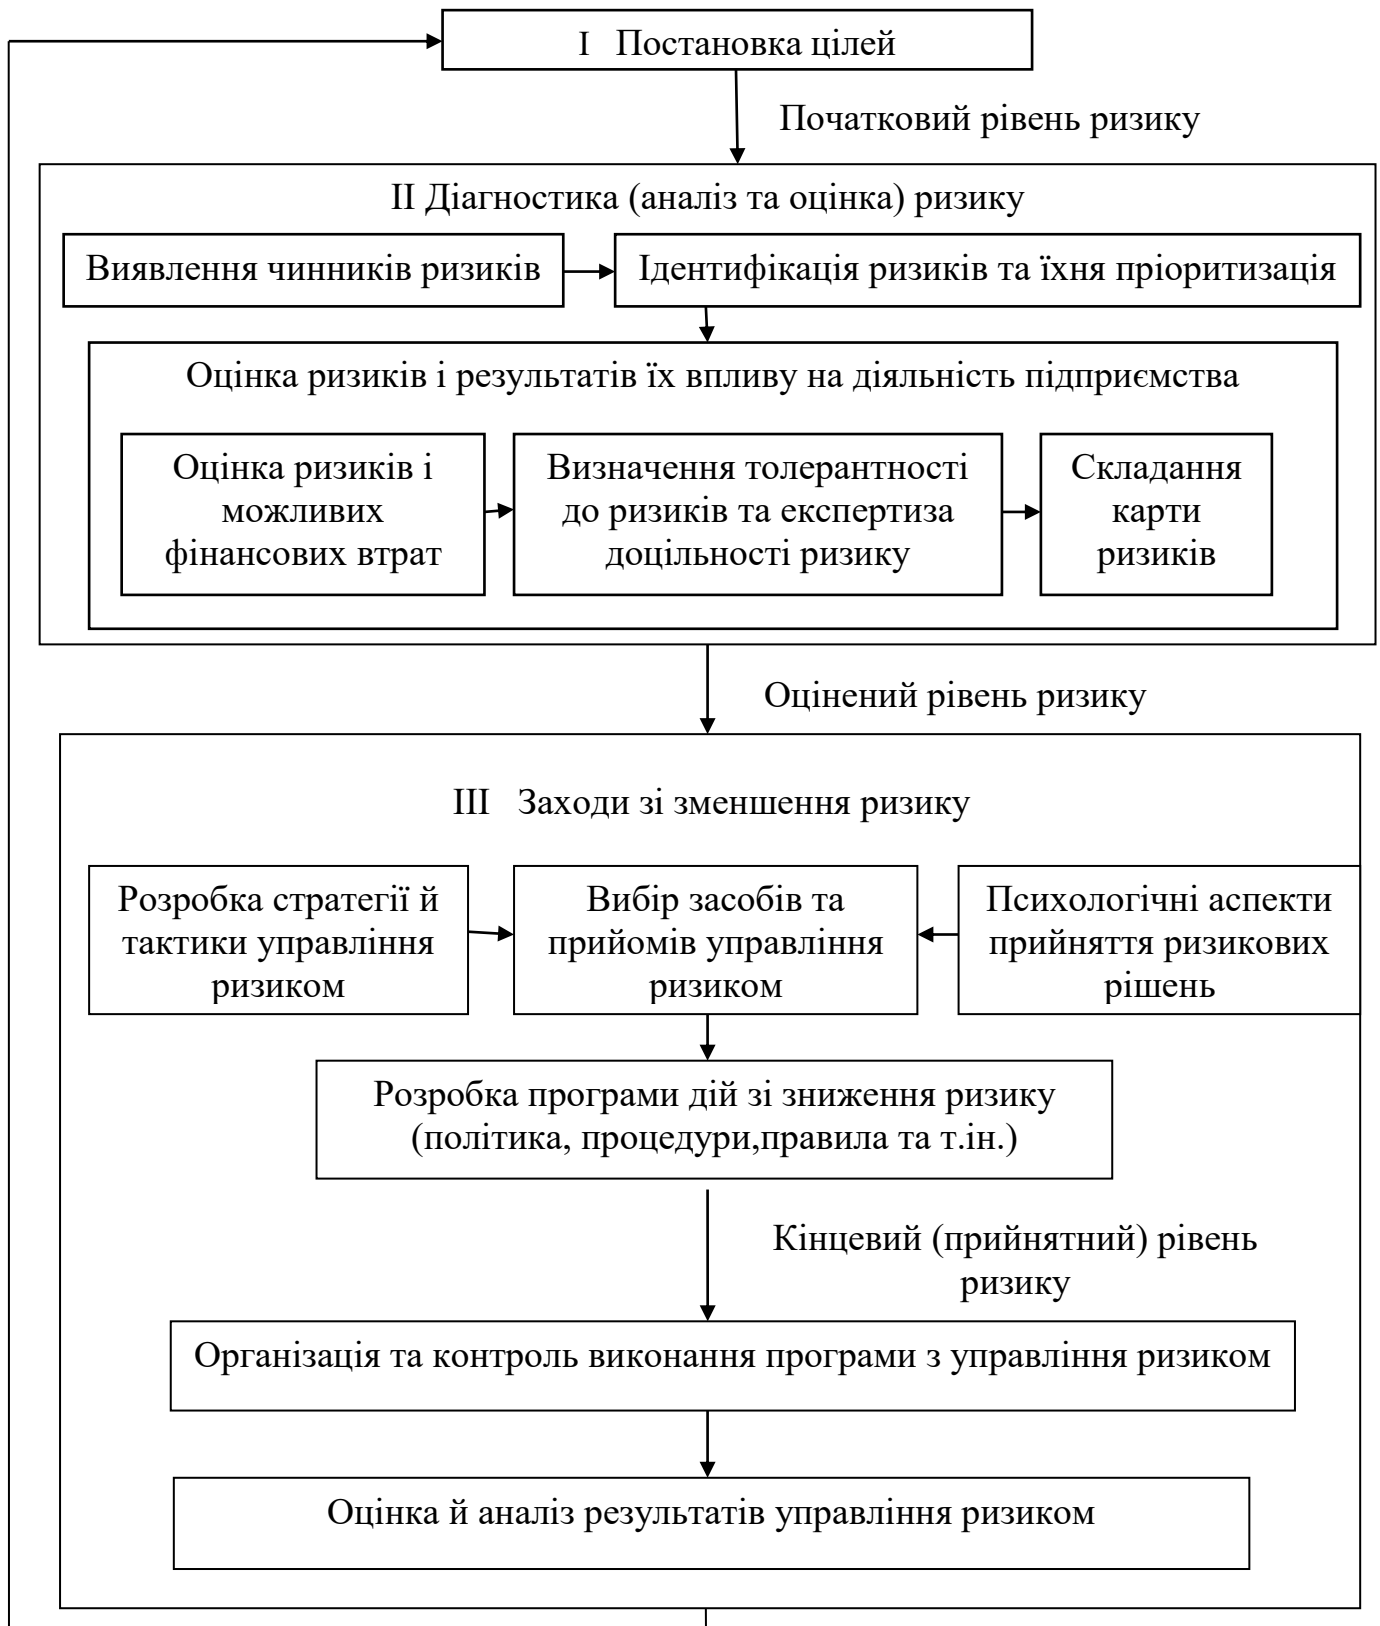 I Постановка цілей
Початковий рівень ризику
II Діагностика (аналіз та оцінка) ризику
Виявлення чинників ризиків
Ідентифікація ризиків та їхня пріоритизація
Оцінка ризиків і результатів їх впливу на діяльність підприємства
Оцінка ризиків і
можливих
фінансових втрат
Визначення толерантності
до ризиків та експертиза
доцільності ризику
Складання
карти
ризиків
Оцінений рівень ризику
III Заходи зі зменшення ризику
Розробка стратегії й
тактики управління
ризиком
Вибір засобів та
прийомів управління
ризиком
Психологічні аспекти
прийняття ризикових
рішень
Розробка програми дій зі зниження ризику
(політика, процедури,правила та т.ін.)
Кінцевий (прийнятний) рівень
ризику
Організація та контроль виконання програми з управління ризиком
Оцінка й аналіз результатів управління ризиком